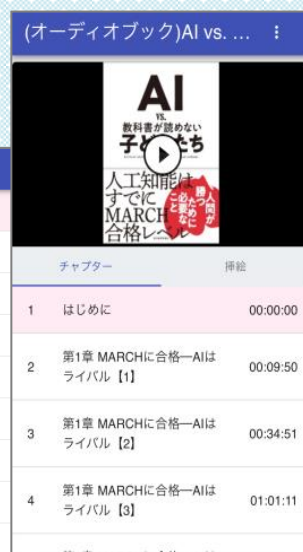 (オーディオブック)AI vs. ...
AI
VS.
教科書が読めない
子どもたち
人工知能は
すでに
MARCH
合格レベル
人間が
勝つ
ために
必要な
こと
チャプター 挿絵
1 はじめに 00:00:00
2 第1章 MARCHに合格―AIは
ライバル【1】 00:09:50
3 第1章 MARCHに合格―AIは
ライバル【2】 00:34:51
4 第1章 MARCHに合格―AIは
ライバル【3】 01:01:11